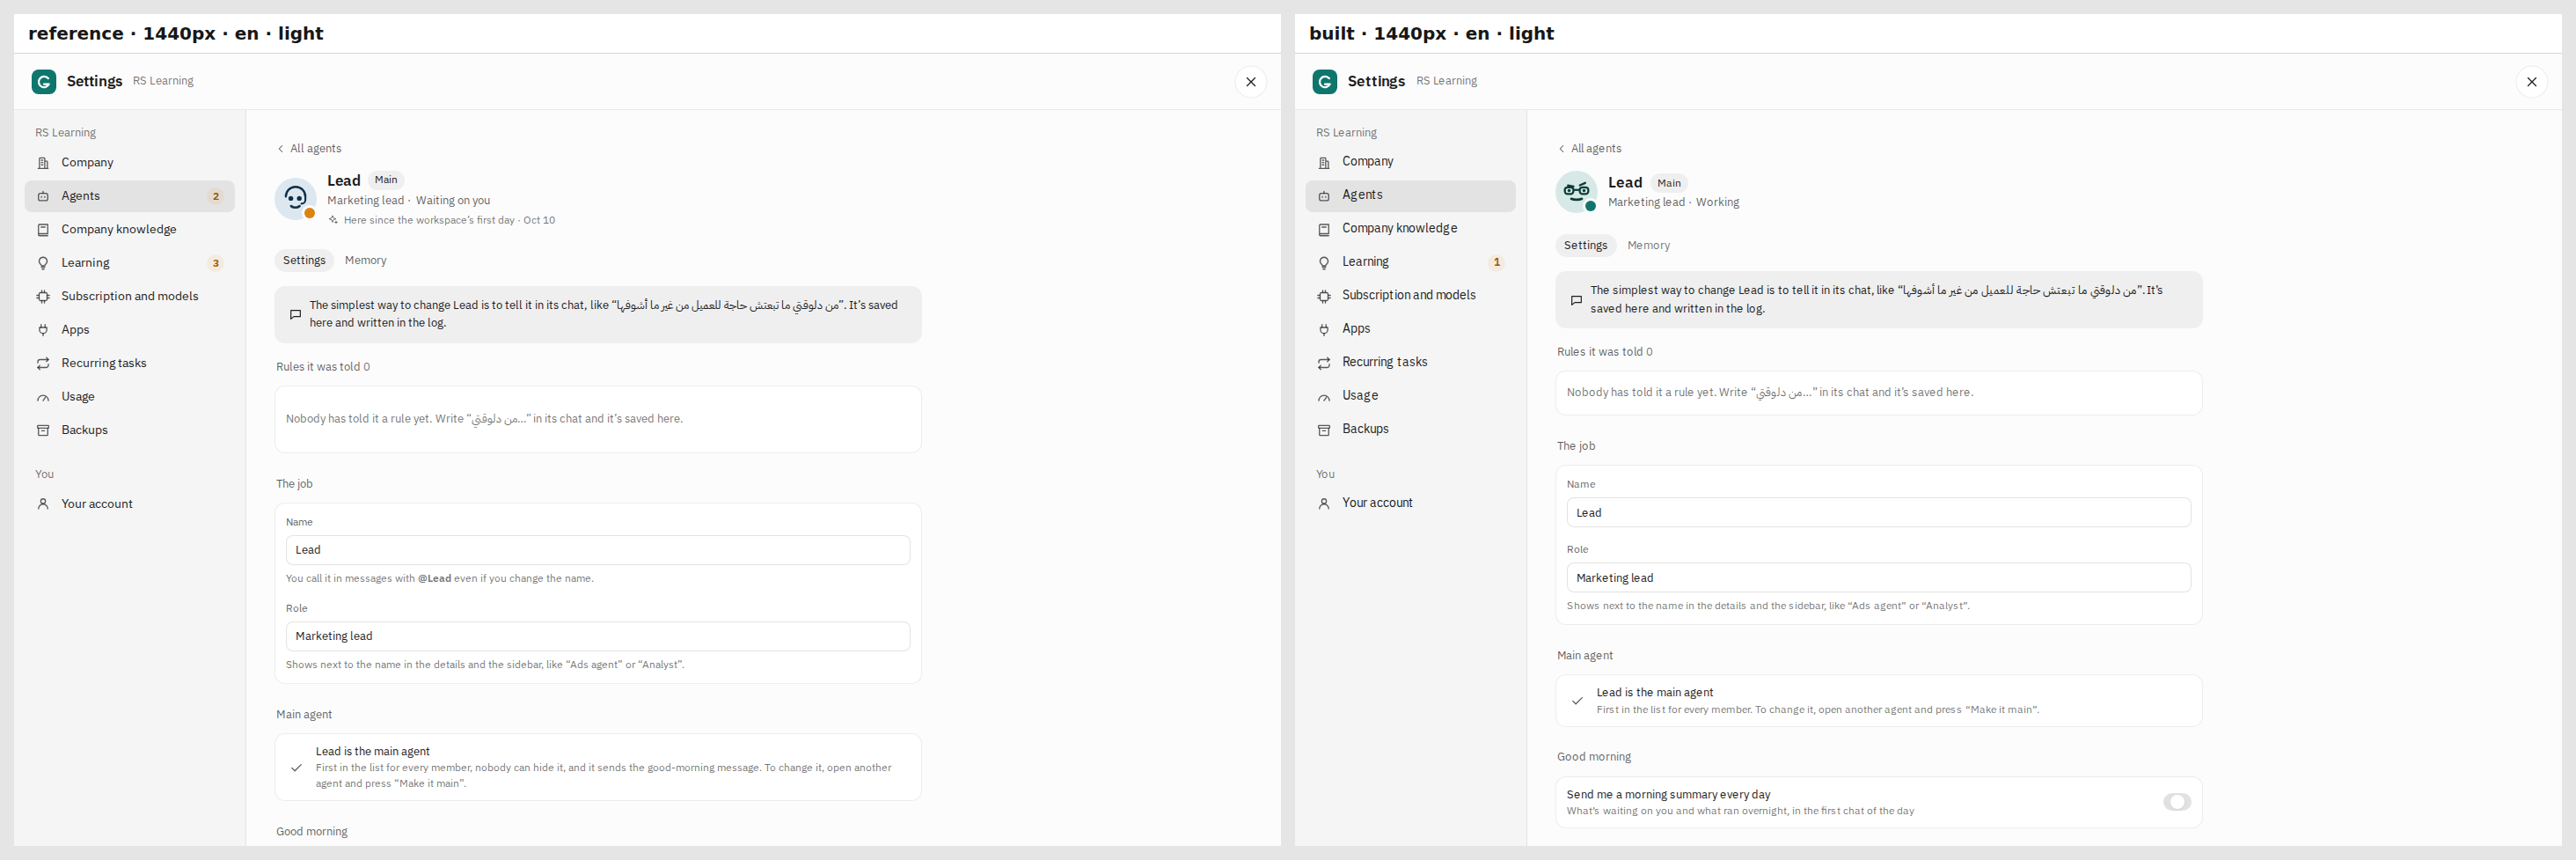 reference · 1440px · en · light
G Settings RS Learning
RS Learning
Company
Agents 2
Company knowledge
Learning 3
Subscription and models
Apps
Recurring tasks
Usage
Backups
You
Your account
All agents
Lead Main
Marketing lead · Waiting on you
Here since the workspace’s first day · Oct 10
Settings Memory
The simplest way to change Lead is to tell it in its chat, like “من دلوقتي ما تبعتش حاجة للعميل من غير ما أشوفها”. It’s saved
here and written in the log.
Rules it was told 0
Nobody has told it a rule yet. Write “من دلوقتي…” in its chat and it’s saved here.
The job
Name
Lead
You call it in messages with @Lead even if you change the name.
Role
Marketing lead
Shows next to the name in the details and the sidebar, like “Ads agent” or “Analyst”.
Main agent
Lead is the main agent
First in the list for every member, nobody can hide it, and it sends the good-morning message. To change it, open another
agent and press “Make it main”.
Good morning
built · 1440px · en · light
G Settings RS Learning
RS Learning
Company
Agents
Company knowledge
Learning 1
Subscription and models
Apps
Recurring tasks
Usage
Backups
You
Your account
All agents
Lead Main
Marketing lead · Working
Settings Memory
The simplest way to change Lead is to tell it in its chat, like “من دلوقتي ما تبعتش حاجة للعميل من غير ما أشوفها”. It’s
saved here and written in the log.
Rules it was told 0
Nobody has told it a rule yet. Write “من دلوقتي…” in its chat and it’s saved here.
The job
Name
Lead
Role
Marketing lead
Shows next to the name in the details and the sidebar, like “Ads agent” or “Analyst”.
Main agent
Lead is the main agent
First in the list for every member. To change it, open another agent and press “Make it main”.
Good morning
Send me a morning summary every day
What’s waiting on you and what ran overnight, in the first chat of the day